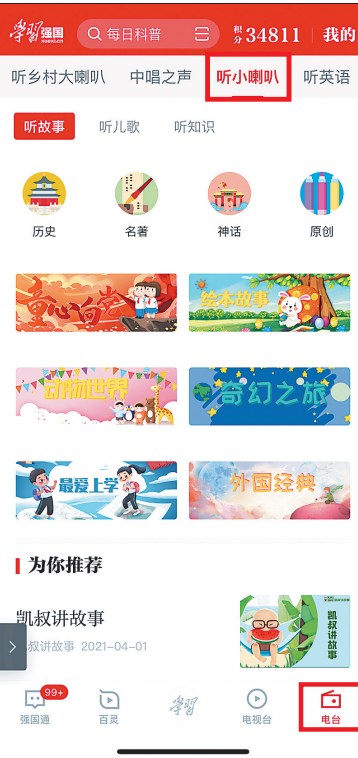 学习强国 xuexi.cn 每日科普 积分 34811 我的
听乡村大喇叭 中唱之声 听小喇叭 听英语
听故事 听儿歌 听知识
历史 名著 神话 原创
童心向党 绘本故事
动物世界 奇幻之旅
最爱上学 外国经典
为你推荐
凯叔讲故事
叔讲故事 2021-04-01
凯叔讲故事
99+
强国通 百灵 学习 电视台 电台